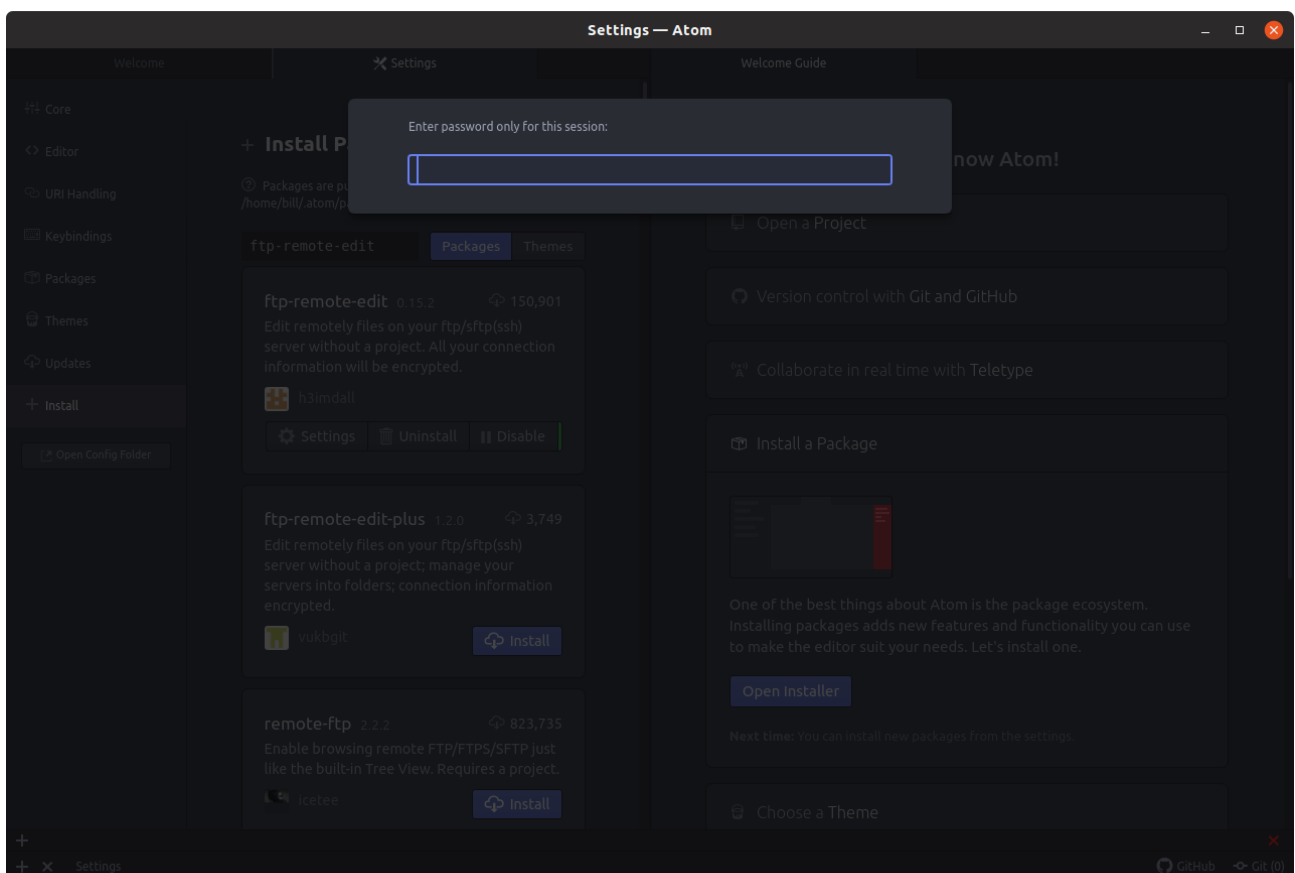 Settings — Atom
Welcome
Settings
Welcome Guide
Core
Editor
URI Handling
Keybindings
Packages
Themes
Updates
Install
Open Config Folder
Enter password only for this session:
Install P
Packages are pu
/home/bill/.atom/p
ftp-remote-edit
Packages
Themes
ftp-remote-edit 0.15.2 150,901
Edit remotely files on your ftp/sftp(ssh)
server without a project. All your connection
information will be encrypted.
h3imdall
Settings Uninstall Disable
ftp-remote-edit-plus 1.2.0 3,749
Edit remotely files on your ftp/sftp(ssh)
server without a project; manage your
servers into folders; connection information
encrypted.
vukbgit
Install
remote-ftp 2.2.2 823,735
Enable browsing remote FTP/FTPS/SFTP just
like the built-in Tree View. Requires a project.
icetee
Install
now Atom!
Open a Project
Version control with Git and GitHub
Collaborate in real time with Teletype
Install a Package
One of the best things about Atom is the package ecosystem.
Installing packages adds new features and functionality you can use
to make the editor suit your needs. Let's install one.
Open Installer
Next time: You can install new packages from the settings.
Choose a Theme
Settings
GitHub
Git (0)